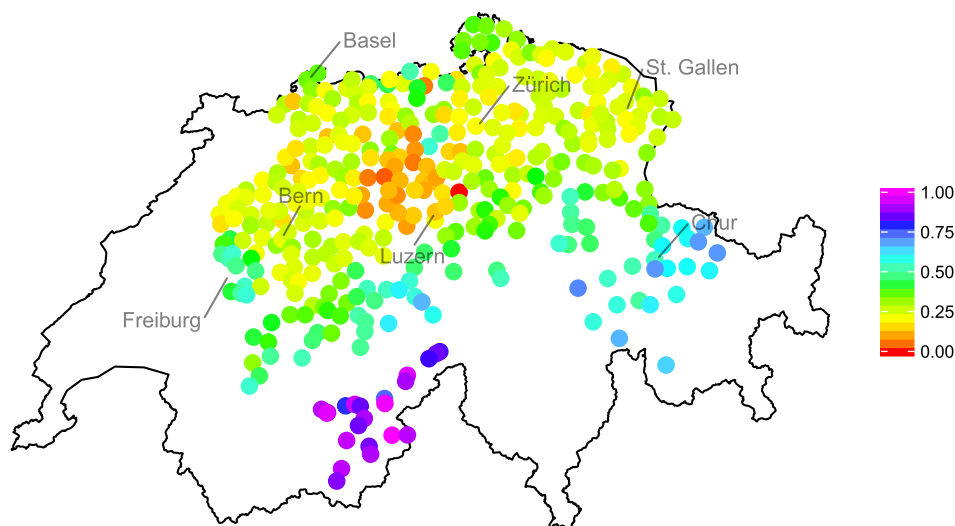 Basel
St. Gallen
Zürich
Bern
Chur
Luzern
Freiburg
1.00
0.75
0.50
0.25
0.00